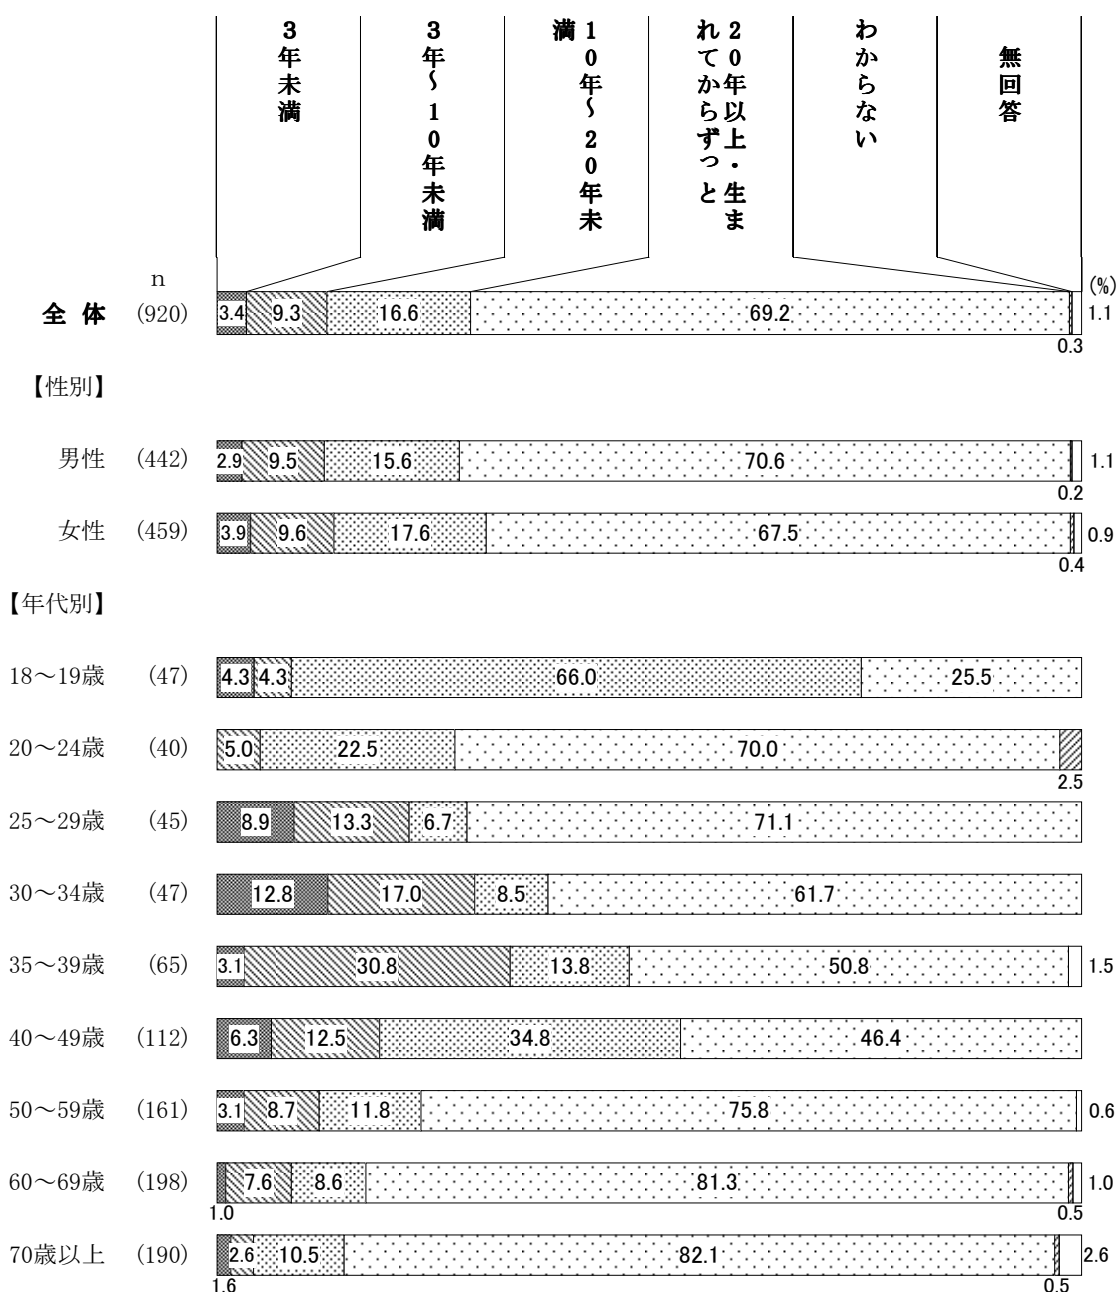 3年未満
3年～10年未満
10年～20年未満
20年以上・生まれてからずっと
わからない
無回答
n (%)
全体 (920) 3.4 9.3 16.6 69.2 0.3 1.1
【性別】
男性 (442) 2.9 9.5 15.6 70.6 0.2 1.1
女性 (459) 3.9 9.6 17.6 67.5 0.4 0.9
【年代別】
18～19歳 (47) 4.3 4.3 66.0 25.5
20～24歳 (40) 5.0 22.5 70.0 2.5
25～29歳 (45) 8.9 13.3 6.7 71.1
30～34歳 (47) 12.8 17.0 8.5 61.7
35～39歳 (65) 3.1 30.8 13.8 50.8 1.5
40～49歳 (112) 6.3 12.5 34.8 46.4
50～59歳 (161) 3.1 8.7 11.8 75.8 0.6
60～69歳 (198) 1.0 7.6 8.6 81.3 0.5 1.0
70歳以上 (190) 1.6 2.6 10.5 82.1 0.5 2.6